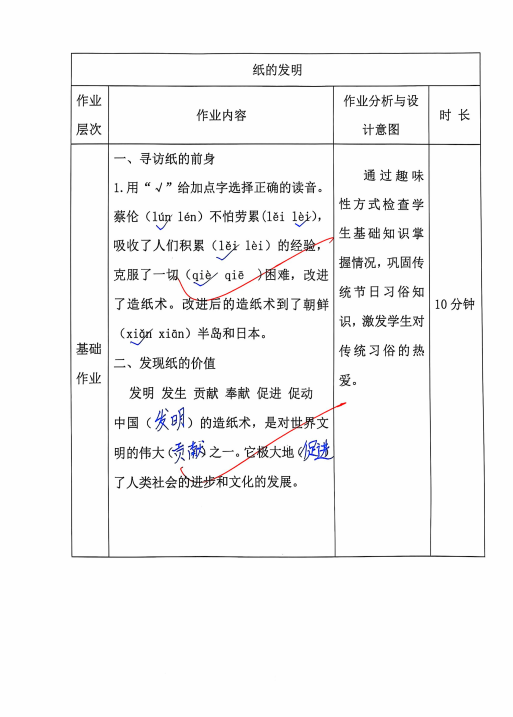 纸的发明
作业
层次
作业内容
作业分析与设
计意图
时 长
基础
作业
一、寻访纸的前身
1.用“√”给加点字选择正确的读音。
蔡伦（lún lén）不怕劳累(lěi lèi)，
吸收了人们积累（lěi lèi）的经验，
克服了一切（qiè qiē )困难，改进
了造纸术。改进后的造纸术到了朝鲜
（xiǎn xiān）半岛和日本。
二、发现纸的价值
发明 发生 贡献 奉献 促进 促动
中国（发明）的造纸术，是对世界文
明的伟大(贡献)之一。它极大地(促进
了人类社会的进步和文化的发展。
通过趣味
性方式检查学
生基础知识掌
握情况，巩固传
统节日习俗知
识，激发学生对
传统习俗的热
爱。
10 分钟